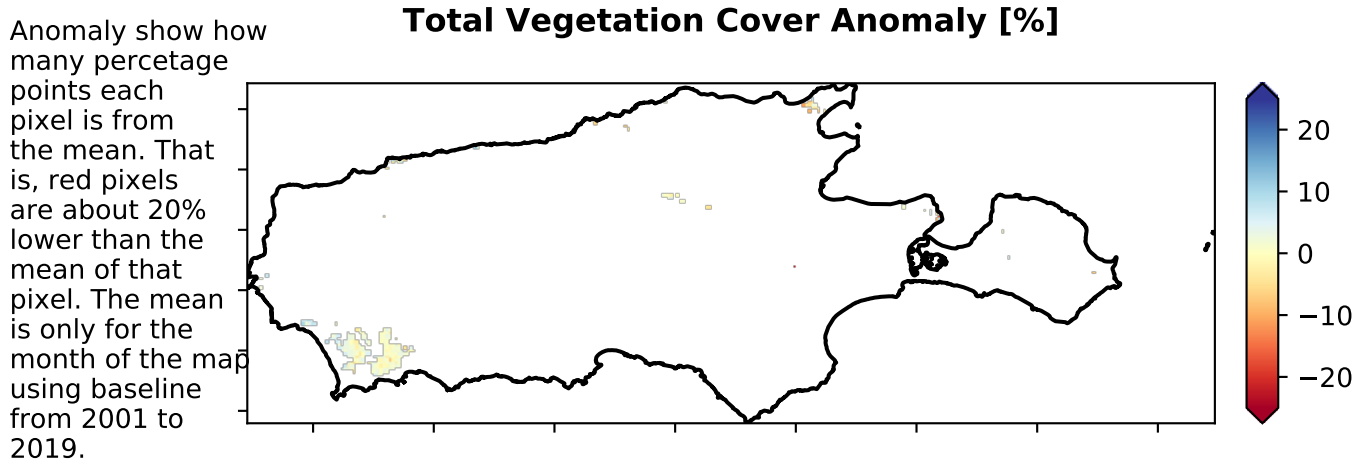 Total Vegetation Cover Anomaly [%]
Anomaly show how
many percetage
points each
pixel is from
the mean. That
is, red pixels
are about 20%
lower than the
mean of that
pixel. The mean
is only for the
month of the map
using baseline
from 2001 to
2019.
20
10
0
−10
−20